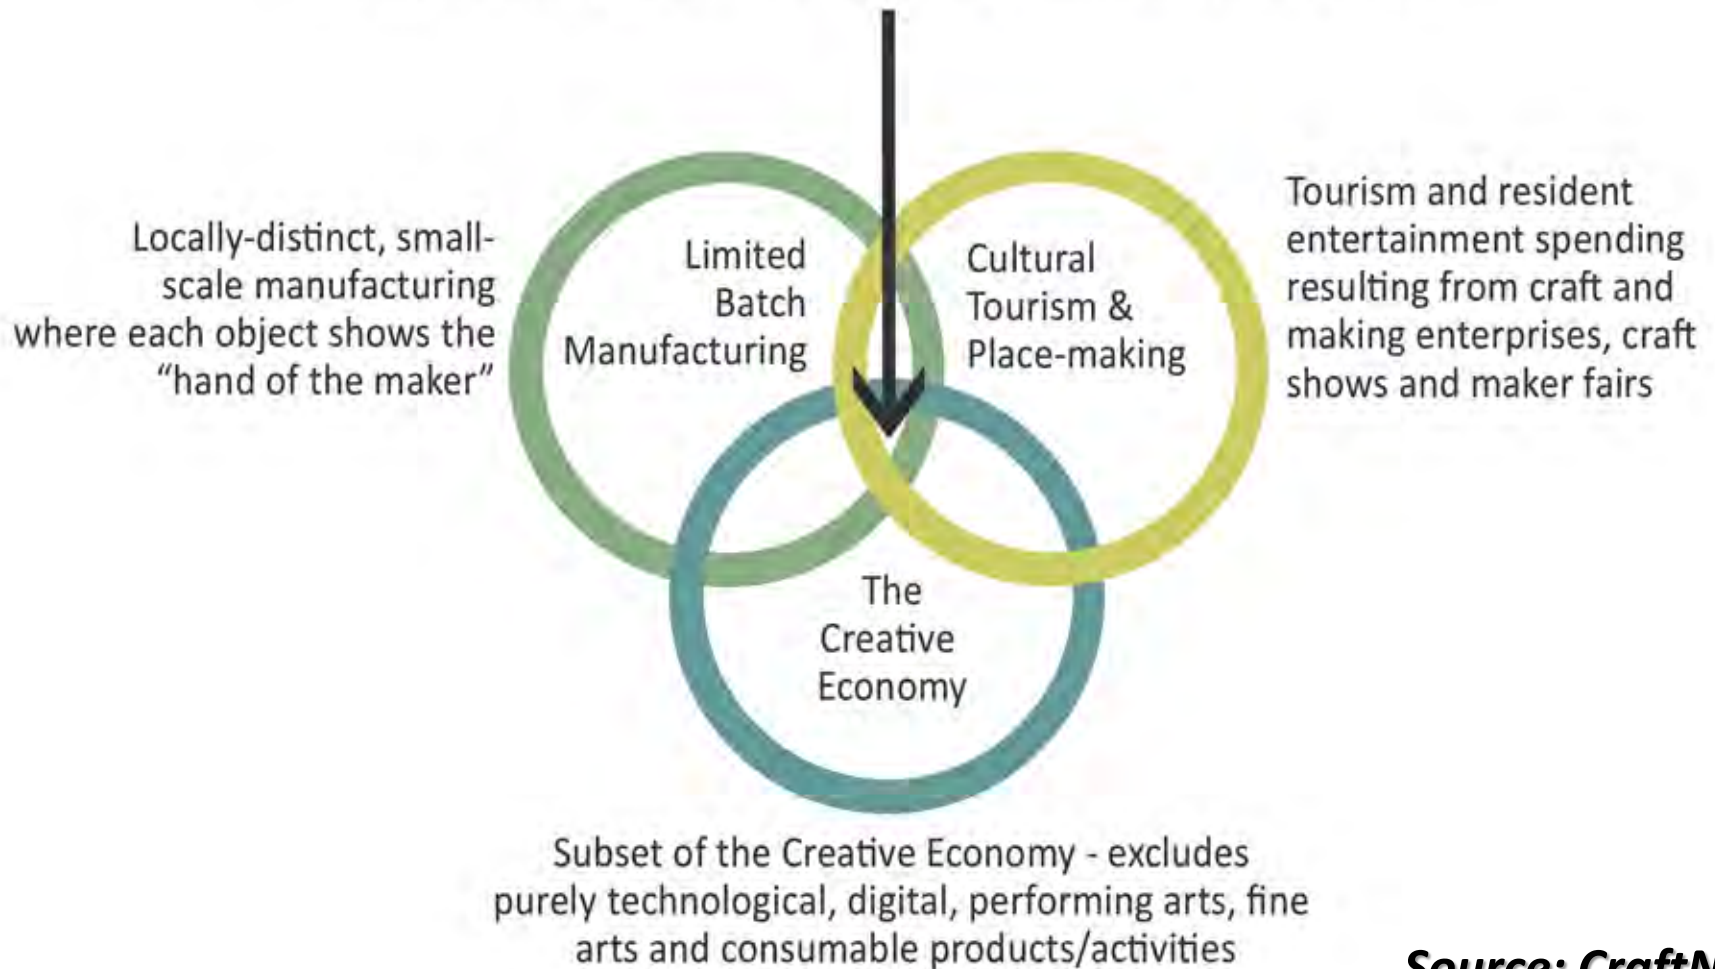 Locally-distinct, small-
scale manufacturing
where each object shows the
“hand of the maker”
Limited
Batch
Manufacturing
Cultural
Tourism &
Place-making
Tourism and resident
entertainment spending
resulting from craft and
making enterprises, craft
shows and maker fairs
The
Creative
Economy
Subset of the Creative Economy - excludes
purely technological, digital, performing arts, fine
arts and consumable products/activities
Source: